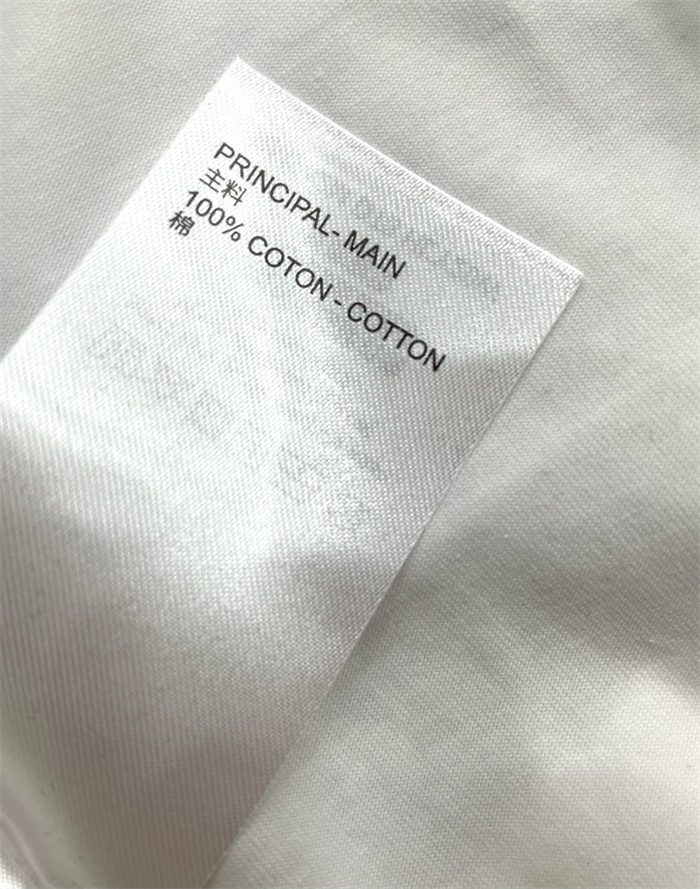 PRINCIPAL- MAIN
主料
100% COTON - COTTON
棉